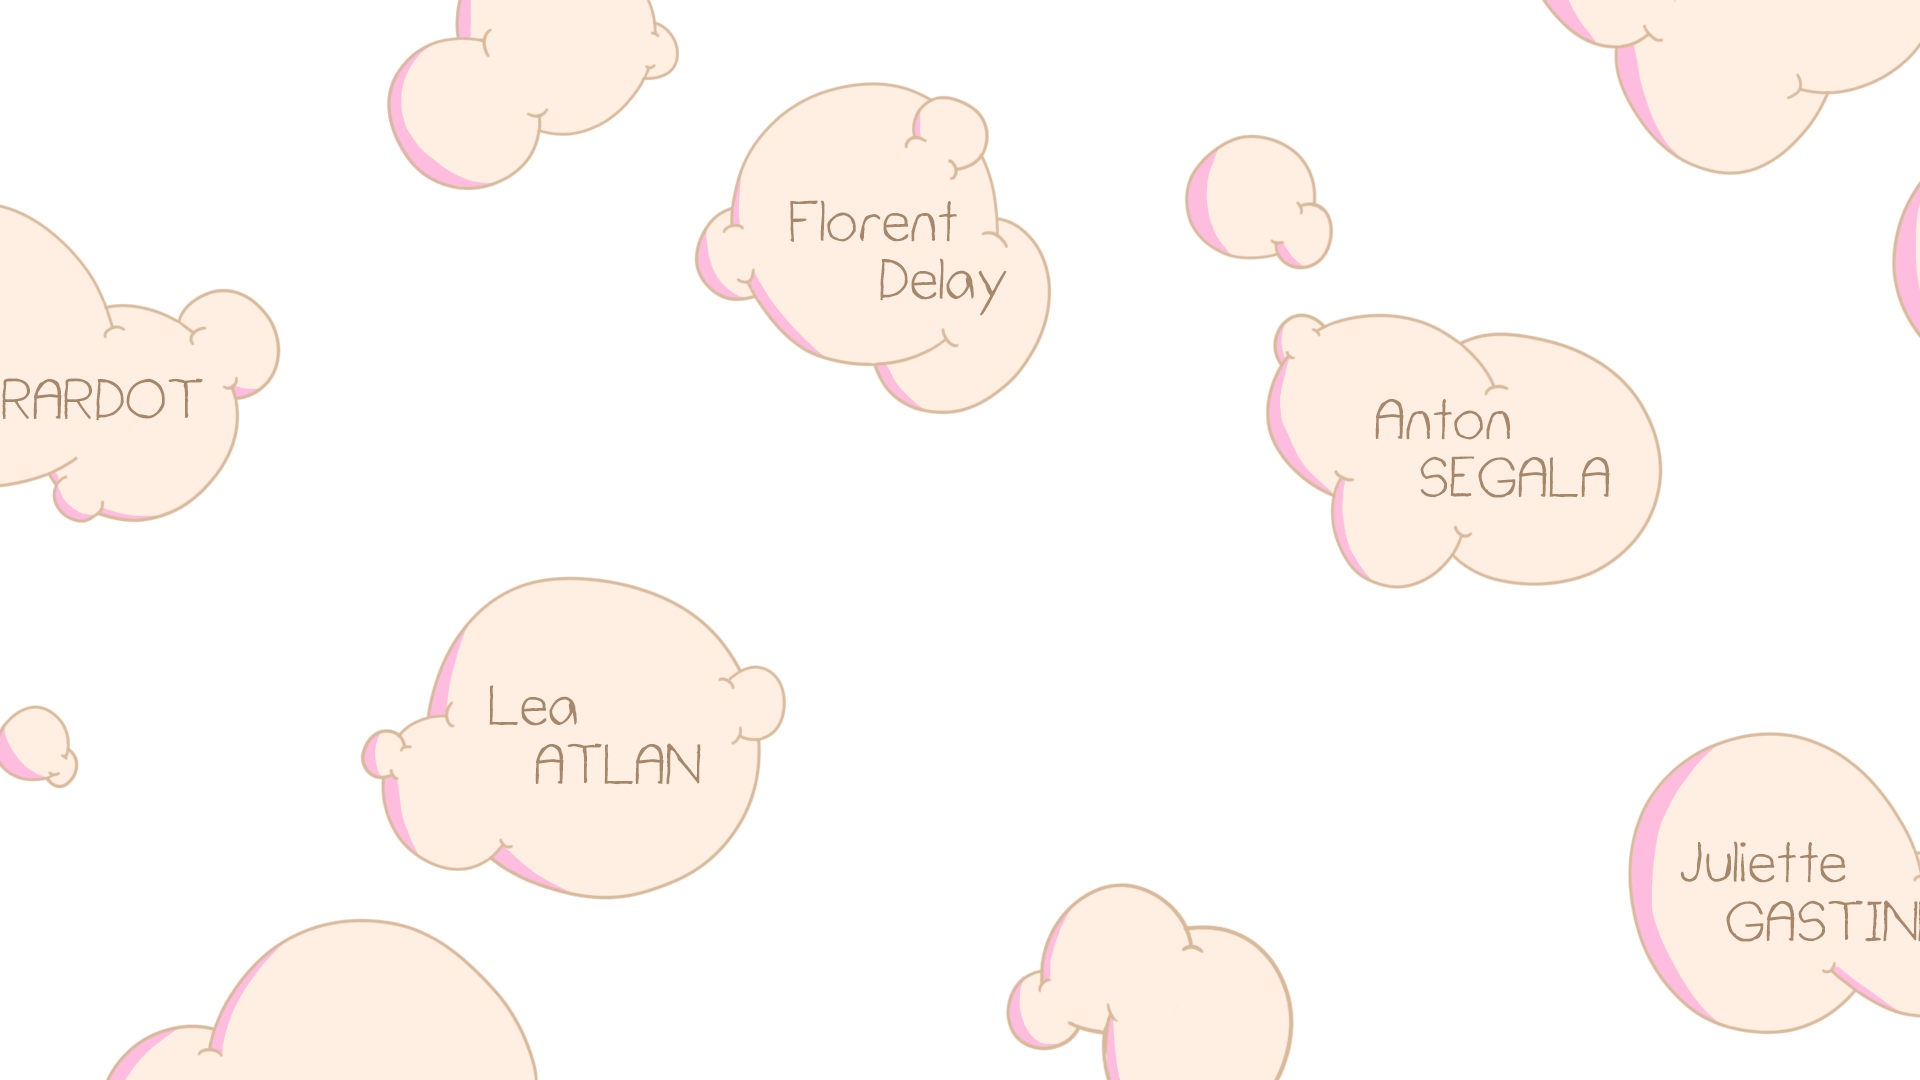 Florent
Delay
RARDOT
Anton
SEGALA
Lea
ATLAN
Juliette